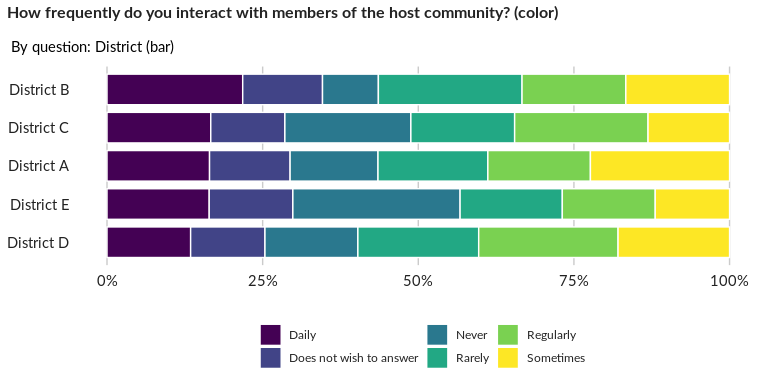 How frequently do you interact with members of the host community? (color)
By question: District (bar)
District B
District C
District A
District E
District D
0% 25% 50% 75% 100%
Daily Never Regularly
Does not wish to answer Rarely Sometimes